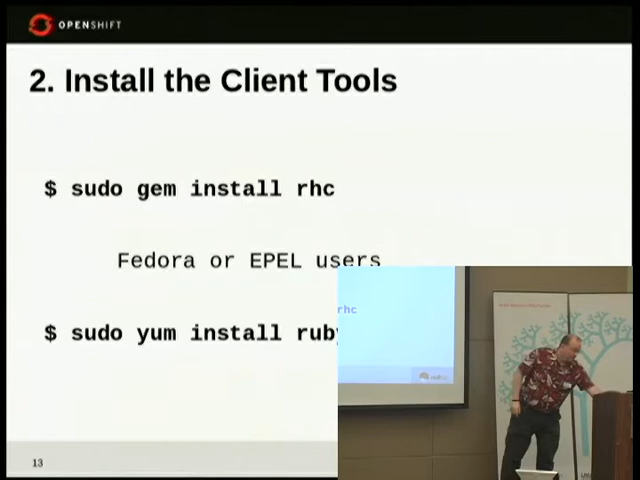 OPENSHIFT
2. Install the Client Tools
$ sudo gem install rhc
Fedora or EPEL users
rhc
$ sudo yum install ruby
13